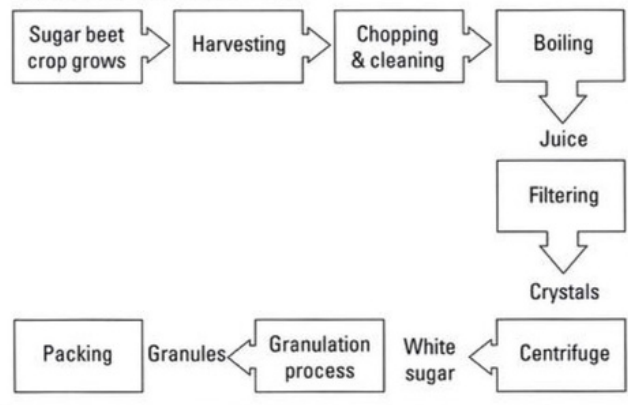 Sugar beet
crop grows
Harvesting
Chopping
& cleaning
Boiling
Juice
Filtering
Crystals
Centrifuge
White
sugar
Granulation
process
Granules
Packing